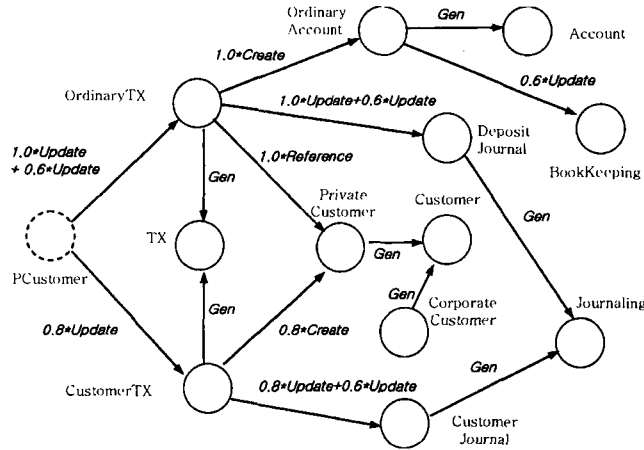 Ordinary
Account
Gen
Account
1.0*Create
0.6*Update
OrdinaryTX
1.0*Update+0.6*Update
Deposit
Journal
BookKeeping
1.0*Update
+ 0.6*Update
1.0*Reference
Gen
Private
Customer
Customer
Gen
TX
PCustomer
Gen
Gen
Gen
Corporate
Customer
Journaling
0.8*Update
0.8*Create
Gen
CustomerTX
0.8*Update+0.6*Update
Customer
Journal